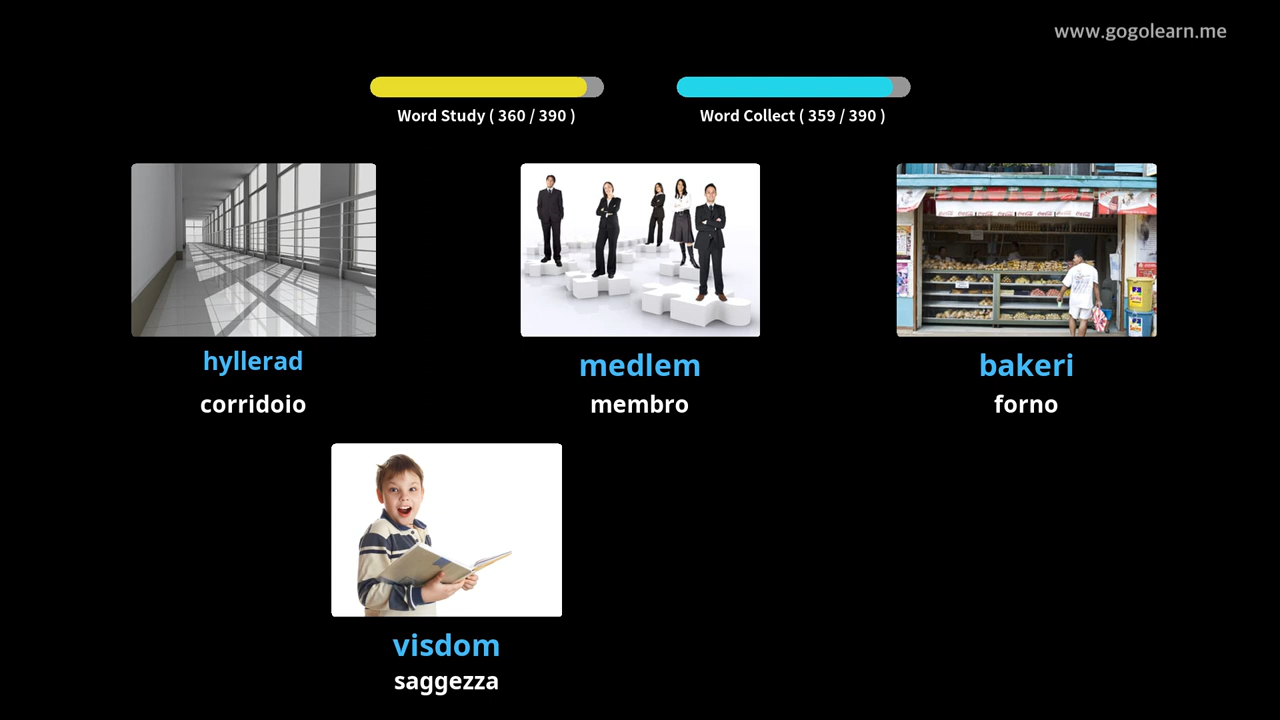 www.gogolearn.me
Word Study ( 360 / 390 )
Word Collect ( 359 / 390 )
hyllerad
corridoio
medlem
membro
bakeri
forno
visdom
saggezza